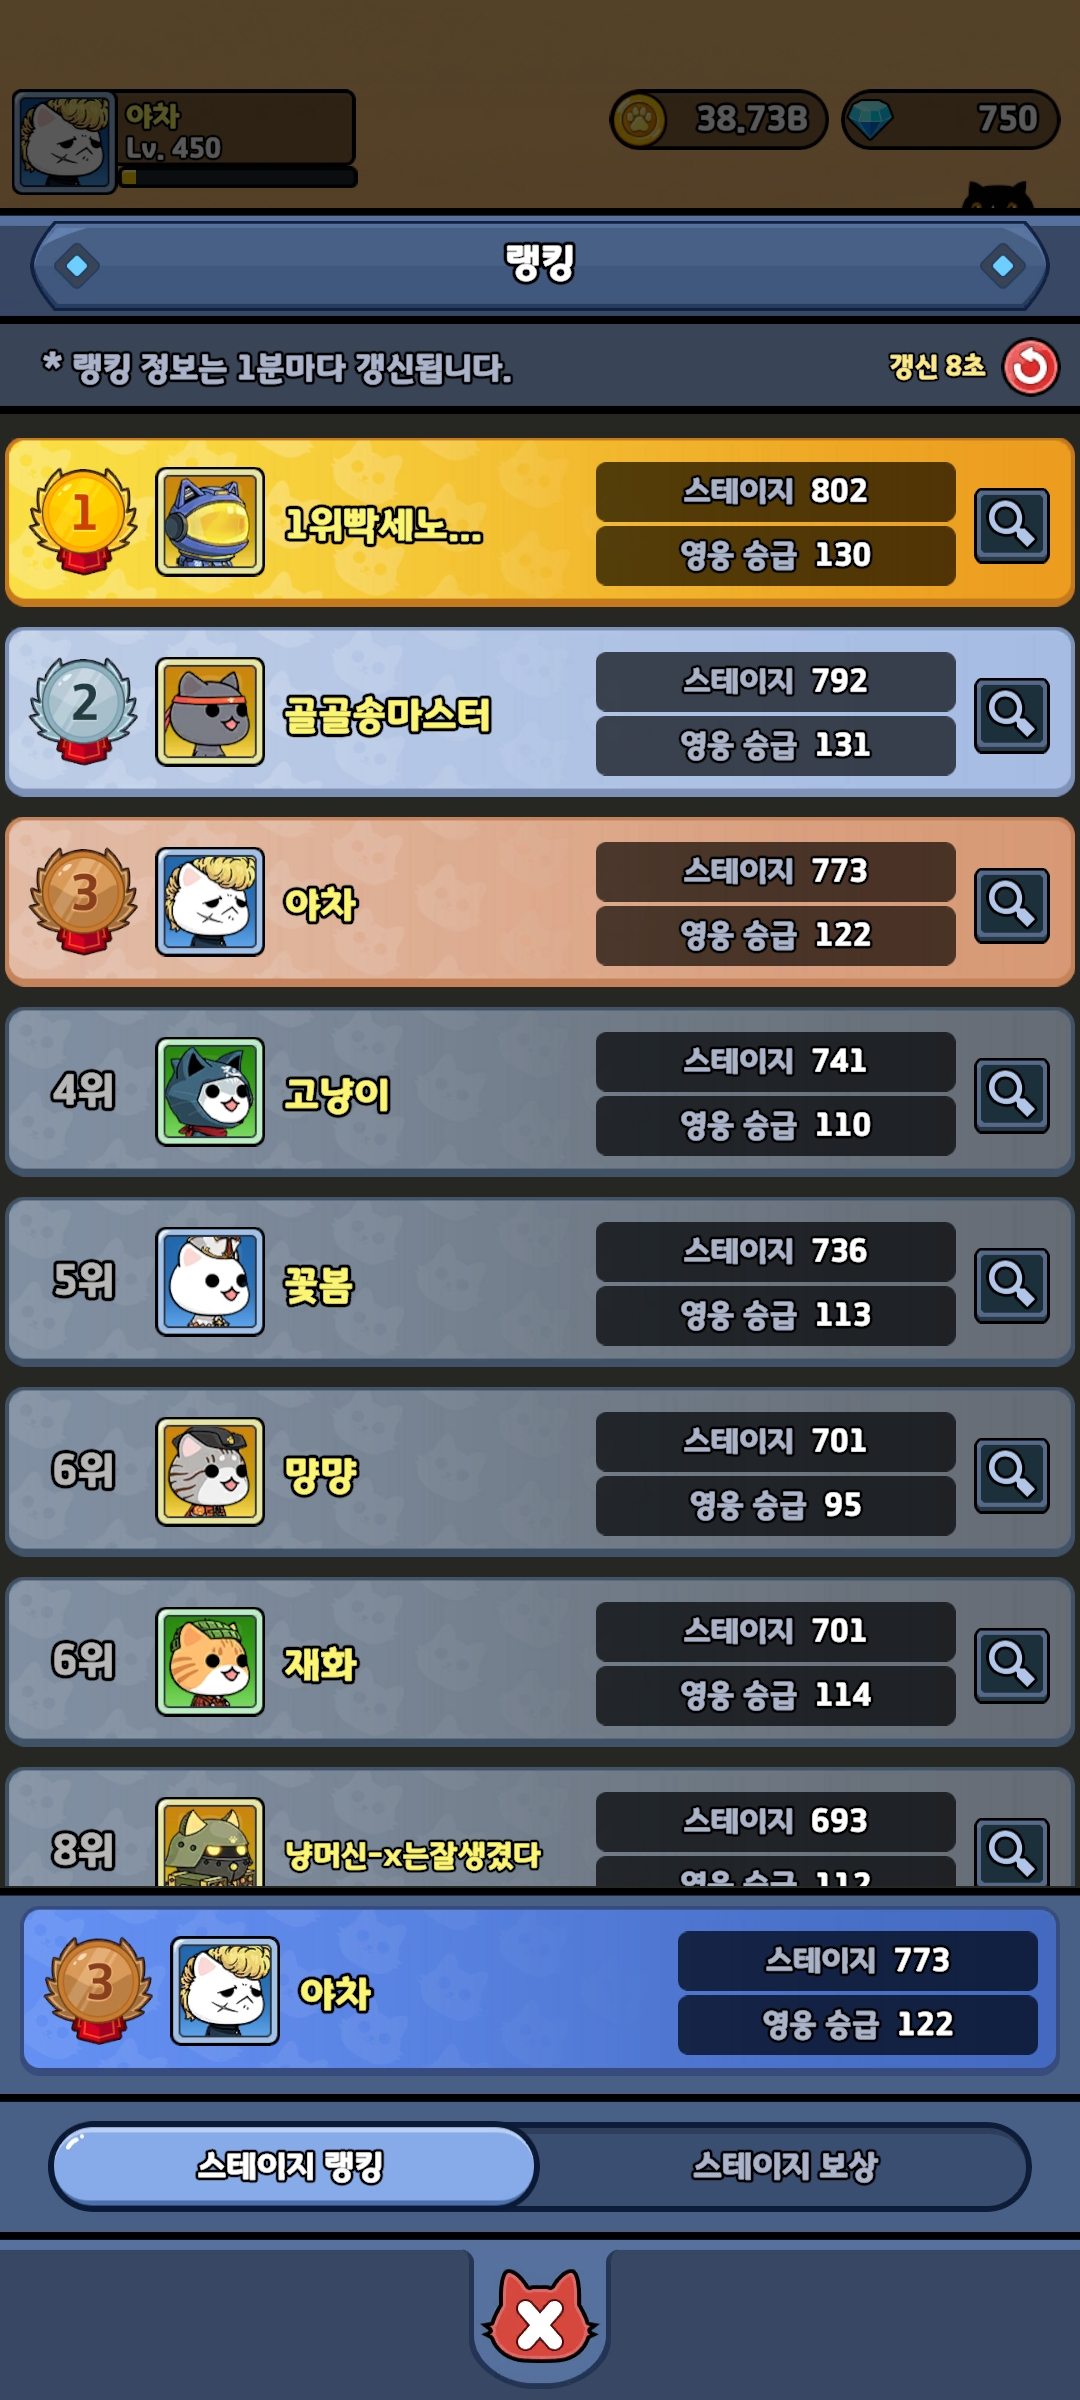 야차
Lv. 450
38.73B
750
랭킹
* 랭킹 정보는 1분마다 갱신됩니다.
갱신 8초
1
1위빡세노...
스테이지 802
영웅 승급 130
2
골골송마스터
스테이지 792
영웅 승급 131
3
야차
스테이지 773
영웅 승급 122
4위
고냥이
스테이지 741
영웅 승급 110
5위
꽃봄
스테이지 736
영웅 승급 113
6위
먕먕
스테이지 701
영웅 승급 95
6위
재화
스테이지 701
영웅 승급 114
8위
냥머신-x는잘생겼다
스테이지 693
영웅 승급 112
3
야차
스테이지 773
영웅 승급 122
스테이지 랭킹
스테이지 보상